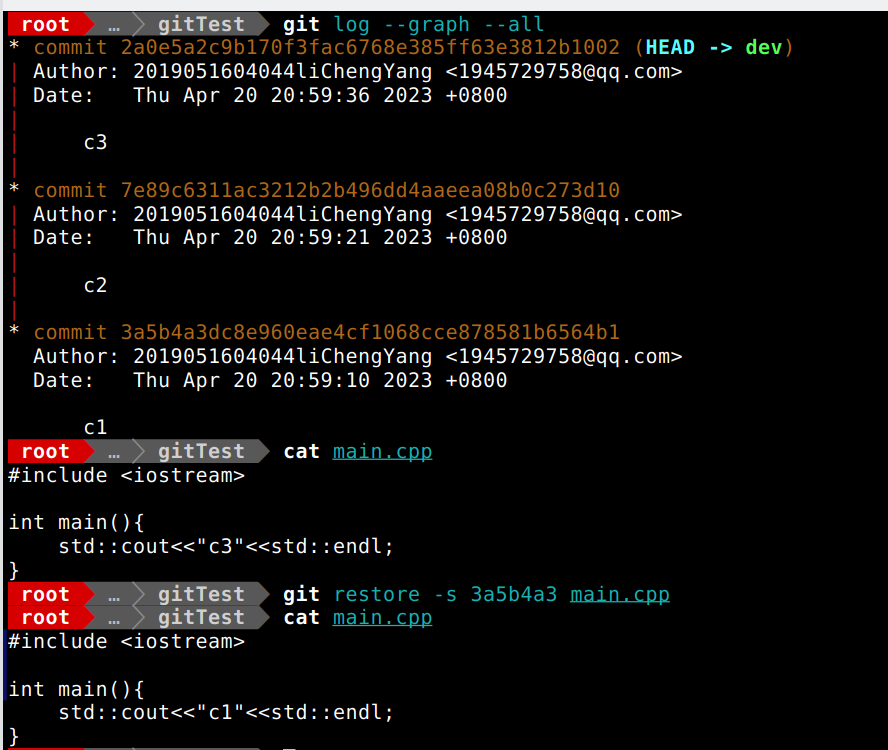 root … gitTest git log --graph --all
* commit 2a0e5a2c9b170f3fac6768e385ff63e3812b1002 (HEAD -> dev)
| Author: 2019051604044liChengYang <1945729758@qq.com>
| Date:   Thu Apr 20 20:59:36 2023 +0800
|
|     c3
|
* commit 7e89c6311ac3212b2b496dd4aaeea08b0c273d10
| Author: 2019051604044liChengYang <1945729758@qq.com>
| Date:   Thu Apr 20 20:59:21 2023 +0800
|
|     c2
|
* commit 3a5b4a3dc8e960eae4cf1068cce878581b6564b1
  Author: 2019051604044liChengYang <1945729758@qq.com>
  Date:   Thu Apr 20 20:59:10 2023 +0800

      c1
root … gitTest cat main.cpp
#include <iostream>

int main(){
    std::cout<<"c3"<<std::endl;
}
root … gitTest git restore -s 3a5b4a3 main.cpp
root … gitTest cat main.cpp
#include <iostream>

int main(){
    std::cout<<"c1"<<std::endl;
}